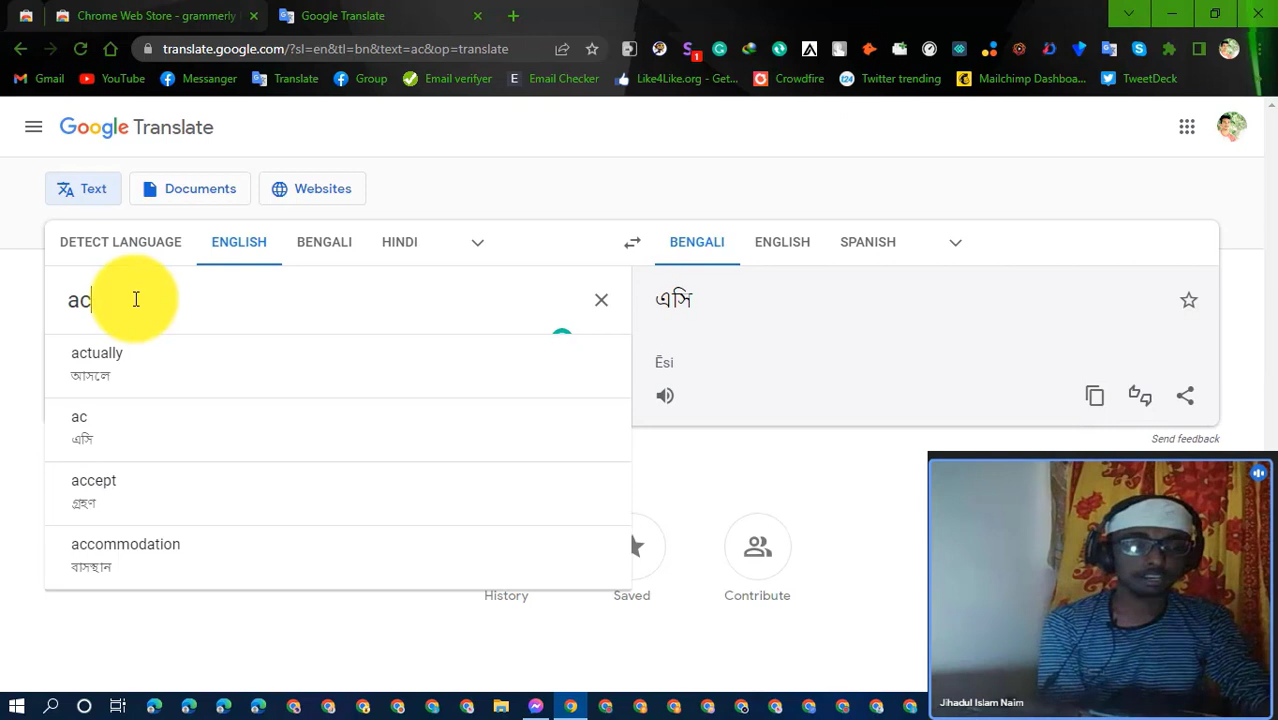 Chrome Web Store - grammerly
Google Translate
translate.google.com/?sl=en&tl=bn&text=ac&op=translate
Gmail
YouTube
Messanger
Translate
Group
Email verifyer
Email Checker
Like4Like.org - Get...
Crowdfire
Twitter trending
Mailchimp Dashboa...
TweetDeck
Google Translate
Text
Documents
Websites
DETECT LANGUAGE
ENGLISH
BENGALI
HINDI
BENGALI
ENGLISH
SPANISH
ac
actually
আসলে
ac
এসি
accept
গ্রহণ
accommodation
বাসস্থান
এসি
Ēsi
Send feedback
History
Saved
Contribute
Jihadul Islam Naim